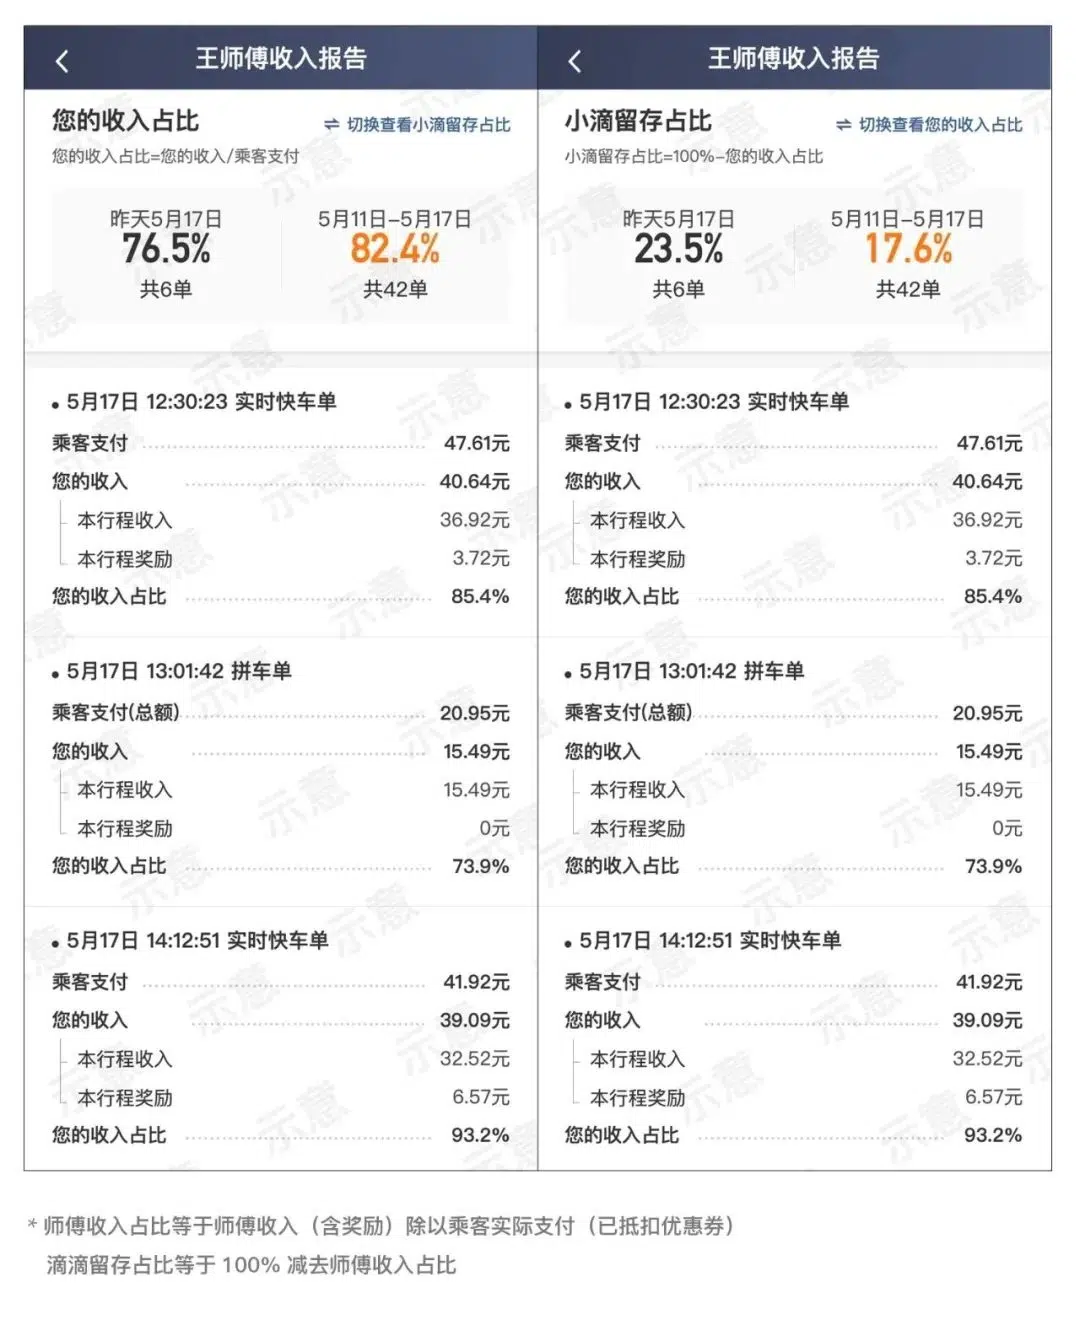 王师傅收入报告
您的收入占比
⇌ 切换查看小滴留存占比
您的收入占比=您的收入/乘客支付
昨天5月17日
76.5%
共6单
5月11日-5月17日
82.4%
共42单
• 5月17日 12:30:23 实时快车单
乘客支付 47.61元
您的收入 40.64元
本行程收入 36.92元
本行程奖励 3.72元
您的收入占比 85.4%
• 5月17日 13:01:42 拼车单
乘客支付(总额) 20.95元
您的收入 15.49元
本行程收入 15.49元
本行程奖励 0元
您的收入占比 73.9%
• 5月17日 14:12:51 实时快车单
乘客支付 41.92元
您的收入 39.09元
本行程收入 32.52元
本行程奖励 6.57元
您的收入占比 93.2%
王师傅收入报告
小滴留存占比
⇌ 切换查看您的收入占比
小滴留存占比=100%-您的收入占比
昨天5月17日
23.5%
共6单
5月11日-5月17日
17.6%
共42单
• 5月17日 12:30:23 实时快车单
乘客支付 47.61元
您的收入 40.64元
本行程收入 36.92元
本行程奖励 3.72元
您的收入占比 85.4%
• 5月17日 13:01:42 拼车单
乘客支付(总额) 20.95元
您的收入 15.49元
本行程收入 15.49元
本行程奖励 0元
您的收入占比 73.9%
• 5月17日 14:12:51 实时快车单
乘客支付 41.92元
您的收入 39.09元
本行程收入 32.52元
本行程奖励 6.57元
您的收入占比 93.2%
* 师傅收入占比等于师傅收入（含奖励）除以乘客实际支付（已抵扣优惠券）
滴滴留存占比等于 100% 减去师傅收入占比
示意